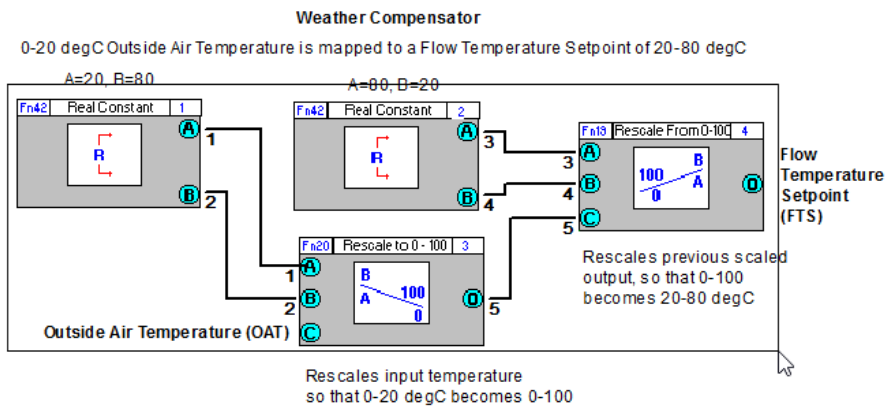 Weather Compensator
0-20 degC Outside Air Temperature is mapped to a Flow Temperature Setpoint of 20-80 degC
A=20, B=80
A=80, B=20
Fn42 Real Constant 1
A
1
R
B
2
Fn42 Real Constant 2
A
3
R
B
4
Fn19 Rescale From 0-100 4
3
A
100 B
0 A
4
B
O
5
C
Flow
Temperature
Setpoint
(FTS)
Rescales previous scaled
output, so that 0-100
becomes 20-80 degC
Fn20 Rescale to 0 - 100 3
1
A
B
A 100
0
2
B
O
5
Outside Air Temperature (OAT)
C
Rescales input temperature
so that 0-20 degC becomes 0-100